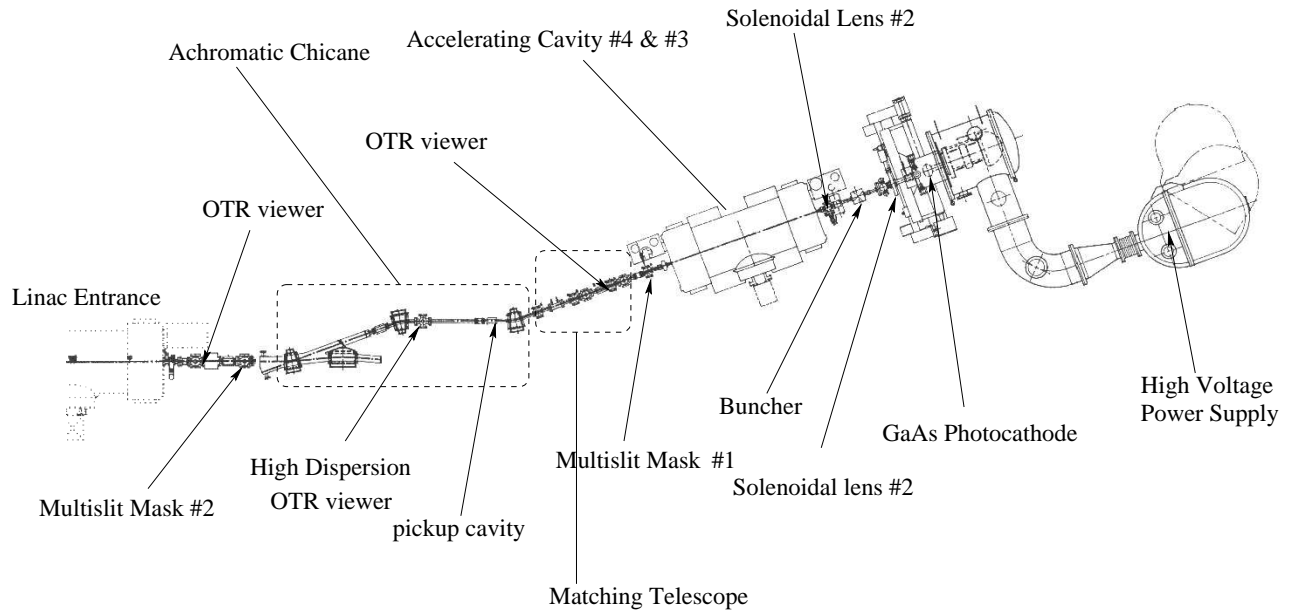 Solenoidal Lens #2
Accelerating Cavity #4 & #3
Achromatic Chicane
OTR viewer
OTR viewer
Linac Entrance
High Voltage
Power Supply
Buncher
GaAs Photocathode
Multislit Mask #1
High Dispersion
OTR viewer
Solenoidal lens #2
Multislit Mask #2
pickup cavity
Matching Telescope